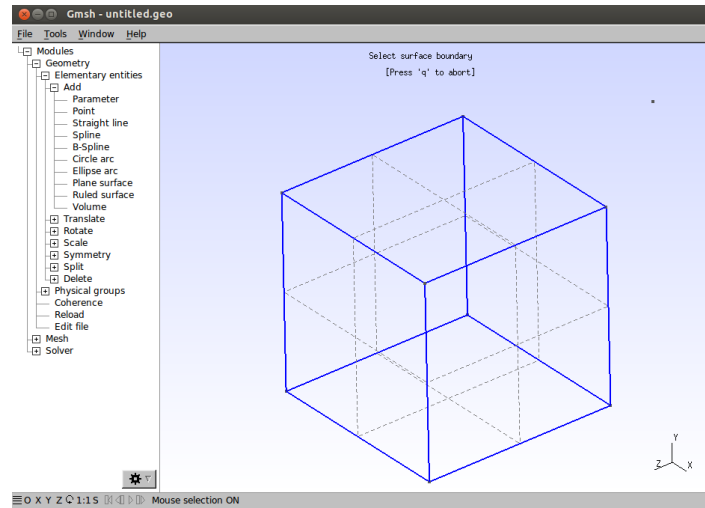 Gmsh - untitled.geo
File Tools Window Help
Modules
Geometry
Elementary entities
Add
Parameter
Point
Straight line
Spline
B-Spline
Circle arc
Ellipse arc
Plane surface
Ruled surface
Volume
Translate
Rotate
Scale
Symmetry
Split
Delete
Physical groups
Coherence
Reload
Edit file
Mesh
Solver
Select surface boundary
[Press 'q' to abort]
Y
Z X
O X Y Z 1:1 S Mouse selection ON